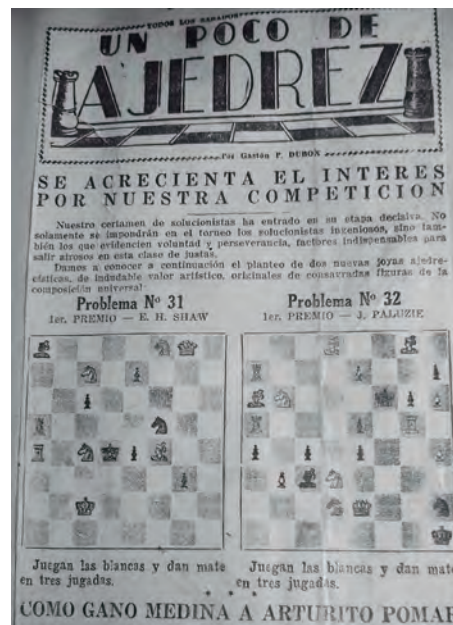 TODOS LOS SABADOS
UN POCO DE
AJEDREZ
Por Gastón F. DUBON
SE ACRECIENTA EL INTERES
POR NUESTRA COMPETICION
Nuestro certamen de solucionistas ha entrado en su etapa decisiva. No
solamente se impondrán en el torneo los solucionistas ingeniosos, sino tam-
bién los que evidencien voluntad y perseverancia, factores indispensables para
salir airosos en esta clase de justas.
Damos a conocer a continuación el planteo de dos nuevas joyas ajedre-
císticas, de indudable valor artístico, originales de consagradas figuras de la
composición universal:
Problema Nº 31
1er. PREMIO — E. H. SHAW
Problema Nº 32
1er. PREMIO — J. PALUZIE
Juegan las blancas y dan mate
en tres jugadas.
Juegan las blancas y dan mate
en tres jugadas.
COMO GANO MEDINA A ARTURITO POMAR